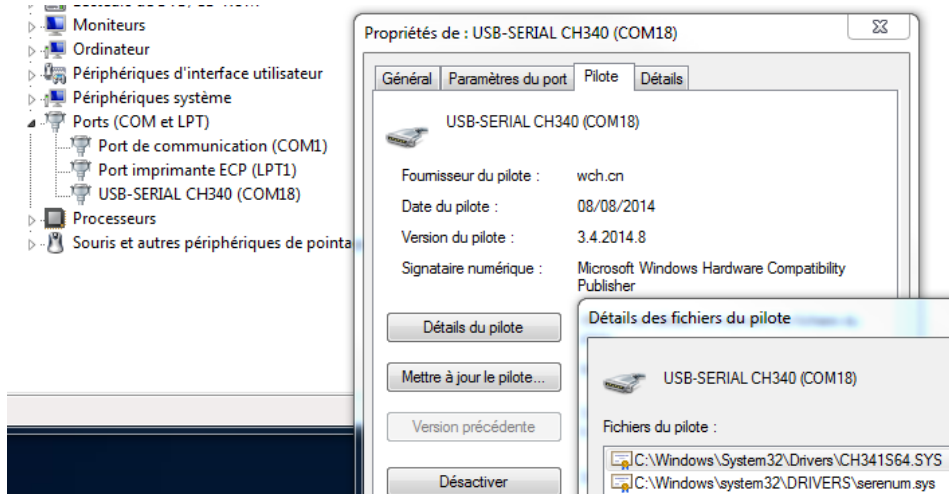 Moniteurs
Ordinateur
Périphériques d'interface utilisateur
Périphériques système
Ports (COM et LPT)
Port de communication (COM1)
Port imprimante ECP (LPT1)
USB-SERIAL CH340 (COM18)
Processeurs
Souris et autres périphériques de pointa
Propriétés de : USB-SERIAL CH340 (COM18)
Général
Paramètres du port
Pilote
Détails
USB-SERIAL CH340 (COM18)
Fournisseur du pilote : wch.cn
Date du pilote : 08/08/2014
Version du pilote : 3.4.2014.8
Signataire numérique : Microsoft Windows Hardware Compatibility
Publisher
Détails du pilote
Mettre à jour le pilote...
Version précédente
Désactiver
Détails des fichiers du pilote
USB-SERIAL CH340 (COM18)
Fichiers du pilote :
C:\Windows\System32\Drivers\CH341S64.SYS
C:\Windows\system32\DRIVERS\serenum.sys